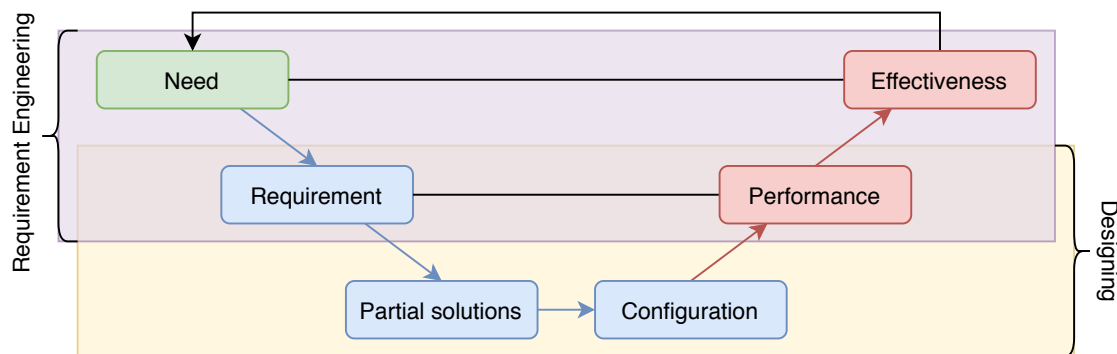 Requirement Engineering
Need
Effectiveness
Requirement
Performance
Designing
Partial solutions
Configuration